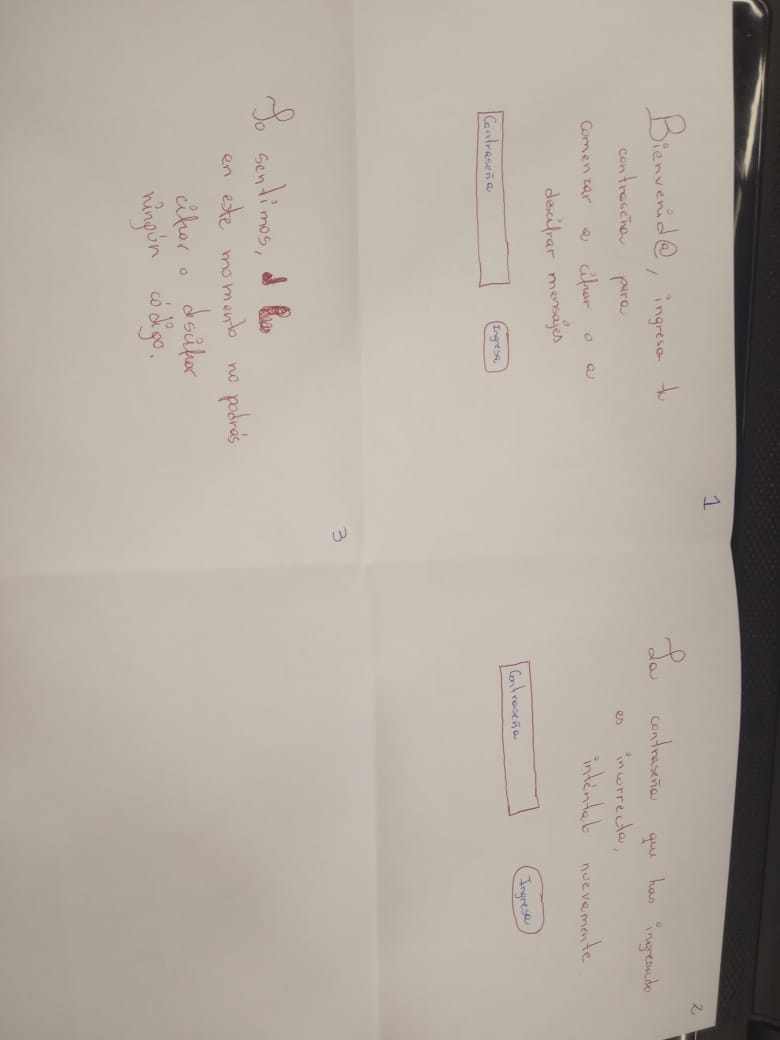 1
Bienvenid@, ingresa tu
contraseña para
comenzar a cifrar o a
descifrar mensajes
Contraseña
Ingresa
2
La contraseña que has ingresado
es incorrecta,
inténtalo nuevamente.
Contraseña
Ingresa
3
Lo sentimos,
en este momento no podrás
cifrar o descifrar
ningún código.